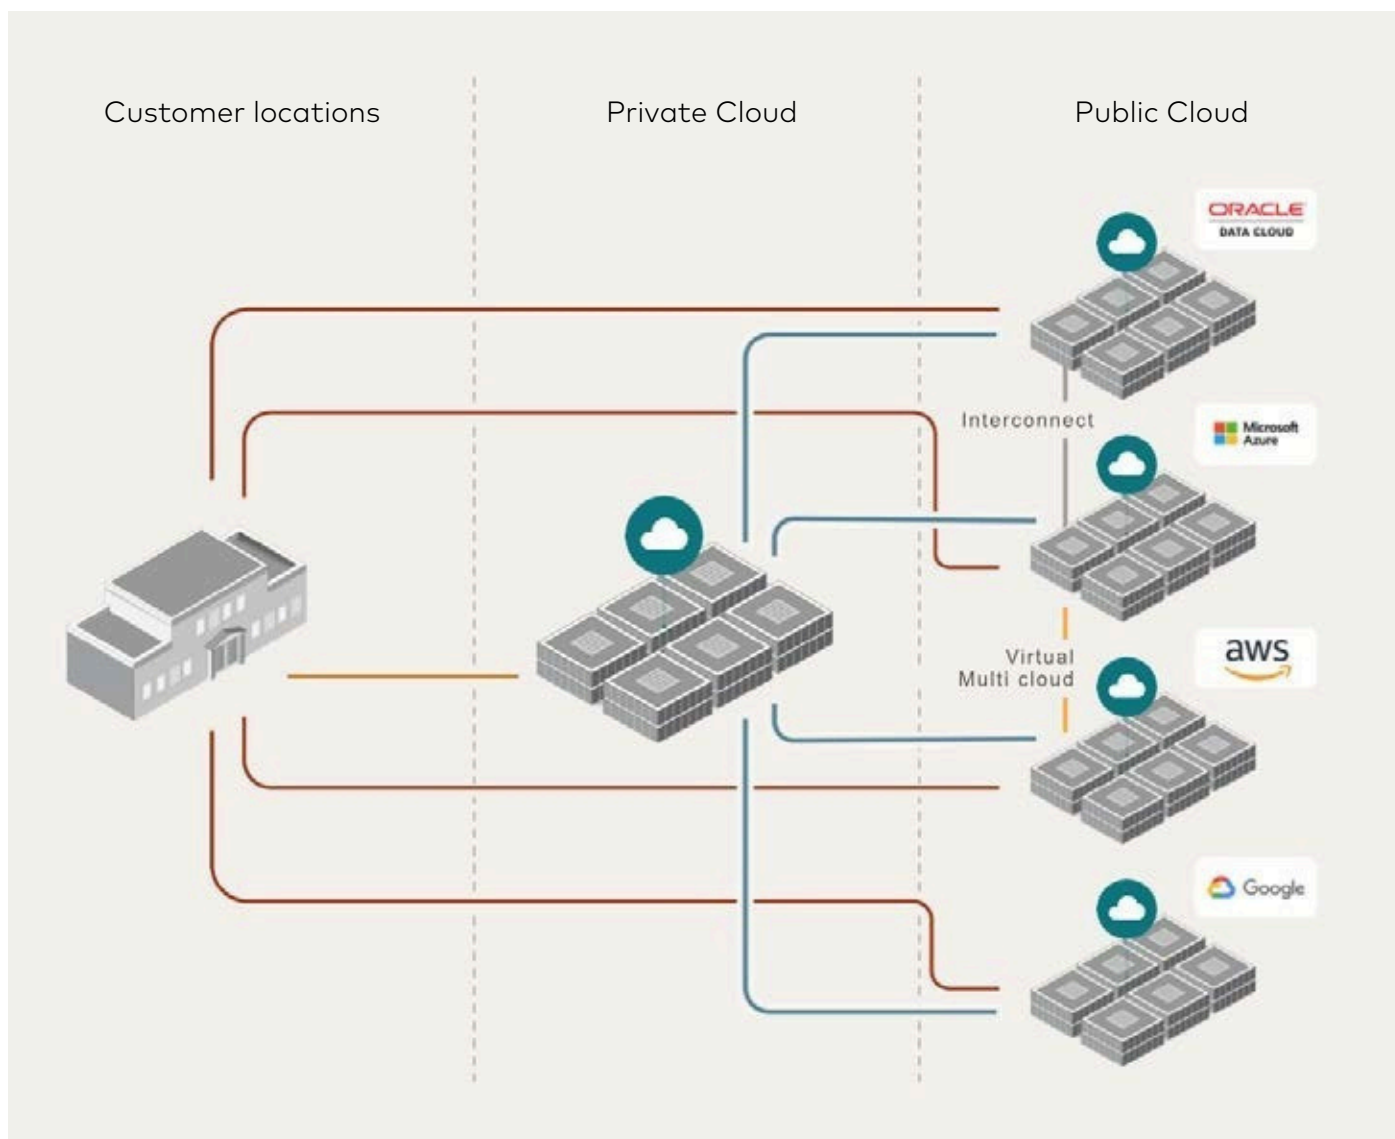 Customer locations
Private Cloud
Public Cloud
ORACLE
DATA CLOUD
Interconnect
Microsoft
Azure
Virtual
Multi cloud
aws
Google